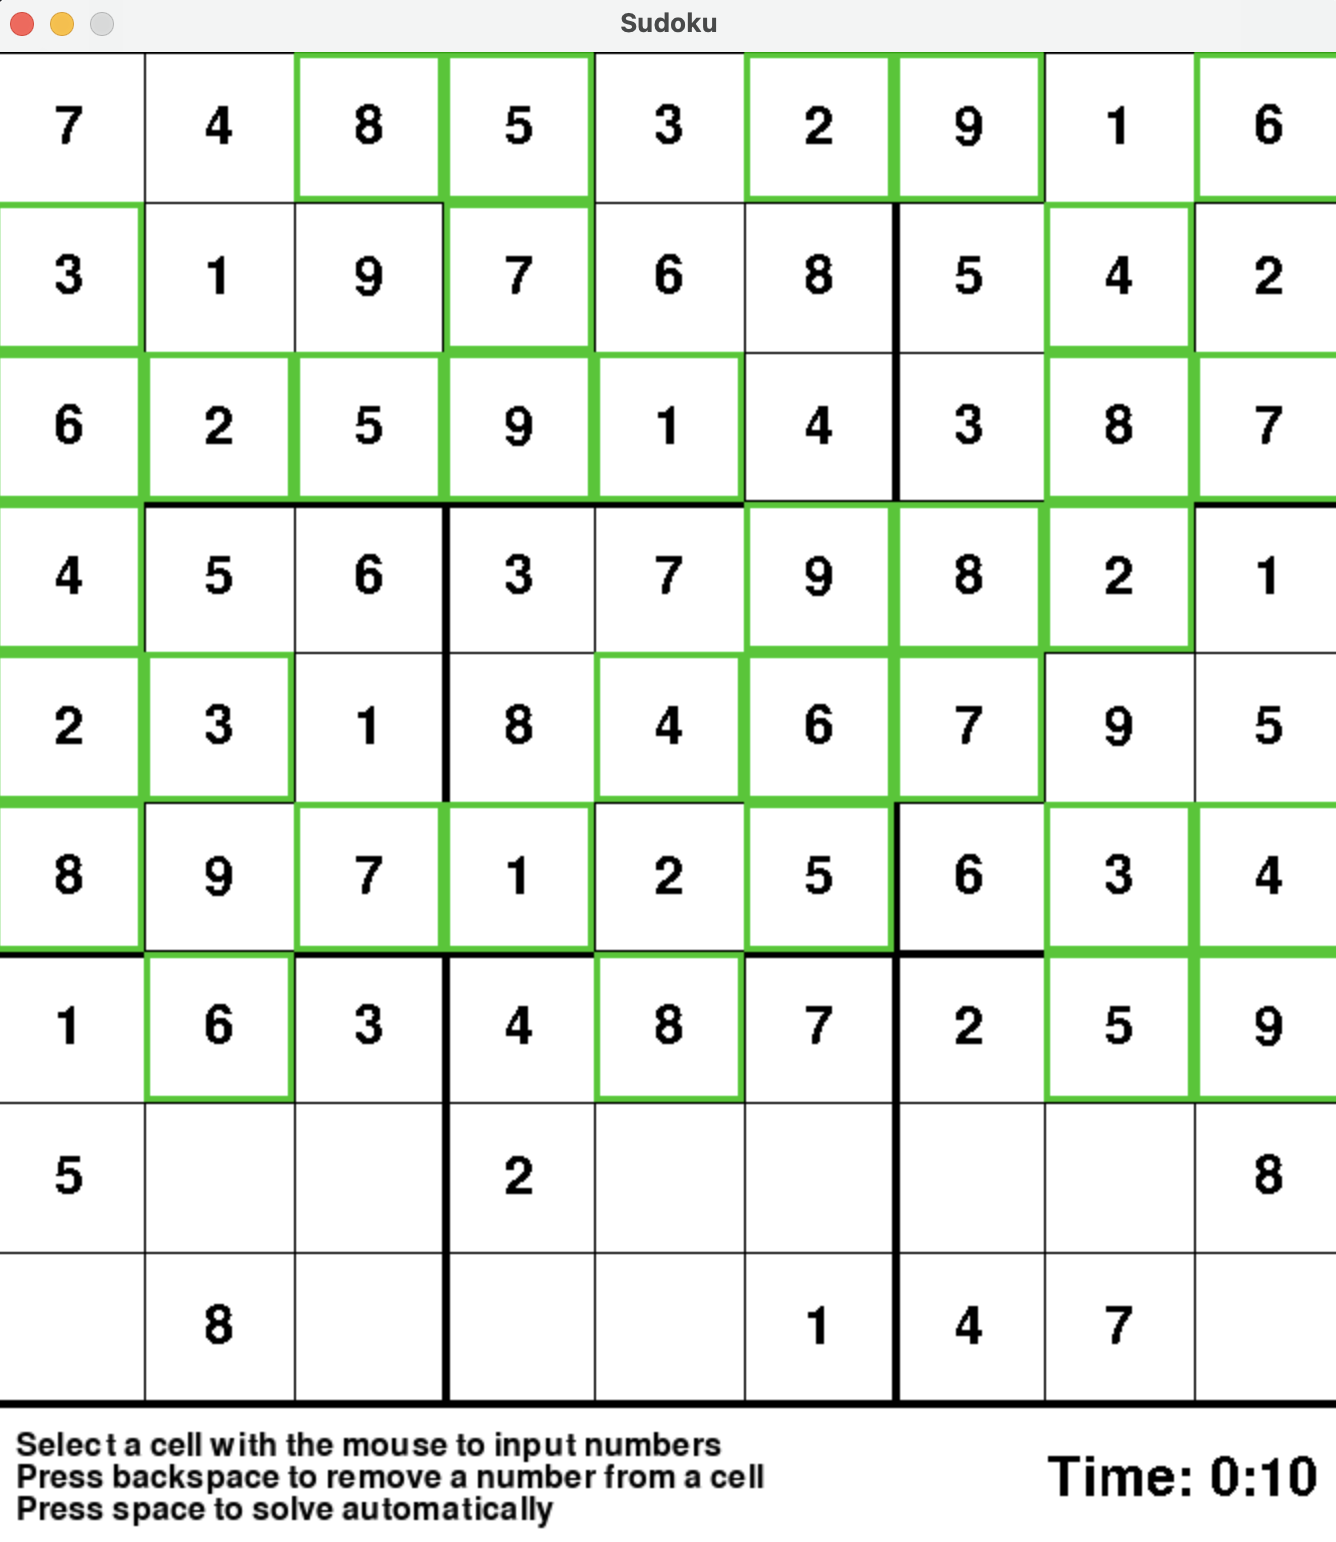 Sudoku
7 4 8 5 3 2 9 1 6
3 1 9 7 6 8 5 4 2
6 2 5 9 1 4 3 8 7
4 5 6 3 7 9 8 2 1
2 3 1 8 4 6 7 9 5
8 9 7 1 2 5 6 3 4
1 6 3 4 8 7 2 5 9
5 2 8
8 1 4 7
Select a cell with the mouse to input numbers
Press backspace to remove a number from a cell
Press space to solve automatically
Time: 0:10